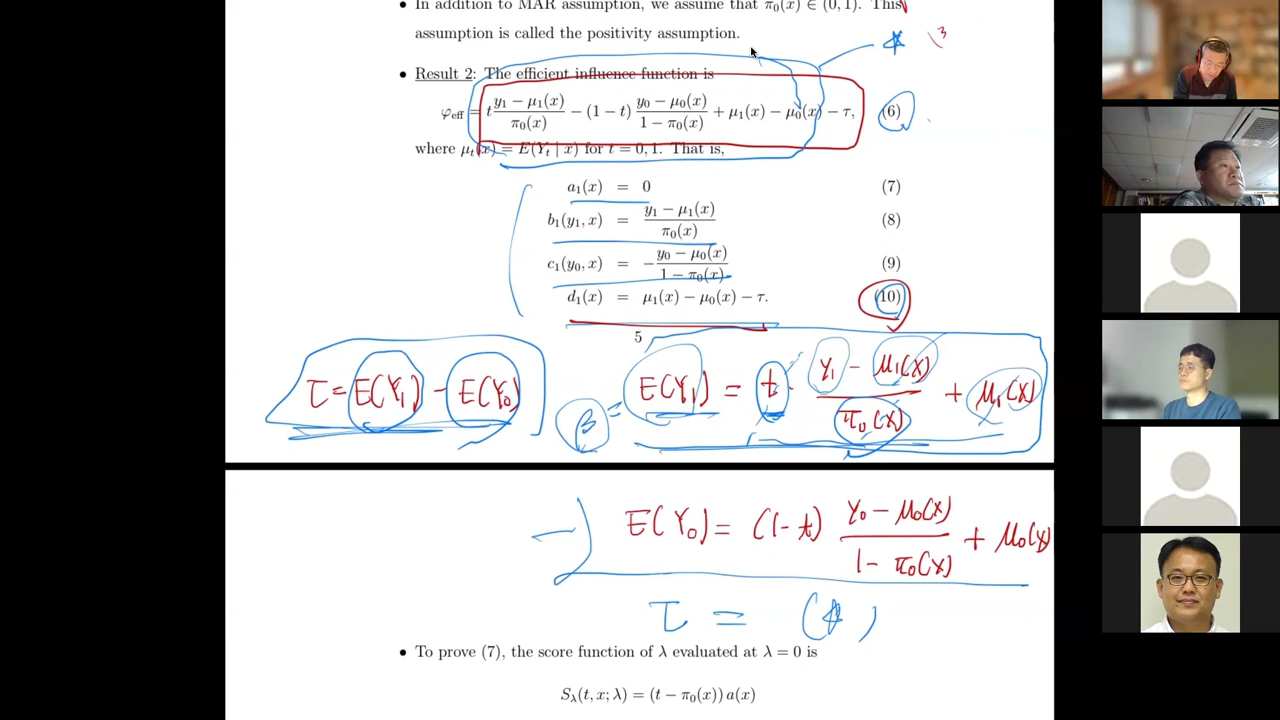 • In addition to MAR assumption, we assume that π₀(x) ∈ (0, 1). This
assumption is called the positivity assumption.
• Result 2: The efficient influence function is
φ_eff = t (y₁ − μ₁(x))/π₀(x) − (1 − t) (y₀ − μ₀(x))/(1 − π₀(x)) + μ₁(x) − μ₀(x) − τ, (6)
where μ_t(x) = E(Y_t | x) for t = 0, 1. That is,
a₁(x) = 0 (7)
b₁(y₁, x) = (y₁ − μ₁(x))/π₀(x) (8)
c₁(y₀, x) = −(y₀ − μ₀(x))/(1 − π₀(x)) (9)
d₁(x) = μ₁(x) − μ₀(x) − τ. (10)
5
τ = E(Y₁) − E(Y₀)
β = E(Y₁) = t · (Y₁ − μ₁(x))/π₀(x) + μ₁(x)
−) E(Y₀) = (1 − t) (Y₀ − μ₀(x))/(1 − π₀(x)) + μ₀(x)
τ = ( )
• To prove (7), the score function of λ evaluated at λ = 0 is
S_λ(t, x; λ) = (t − π₀(x)) a(x)